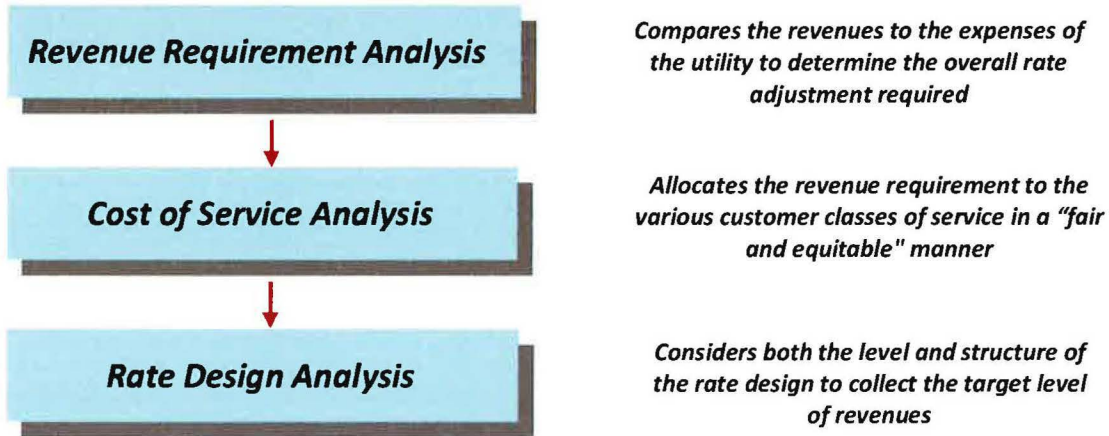 Revenue Requirement Analysis
Compares the revenues to the expenses of
the utility to determine the overall rate
adjustment required
Cost of Service Analysis
Allocates the revenue requirement to the
various customer classes of service in a “fair
and equitable" manner
Rate Design Analysis
Considers both the level and structure of
the rate design to collect the target level
of revenues